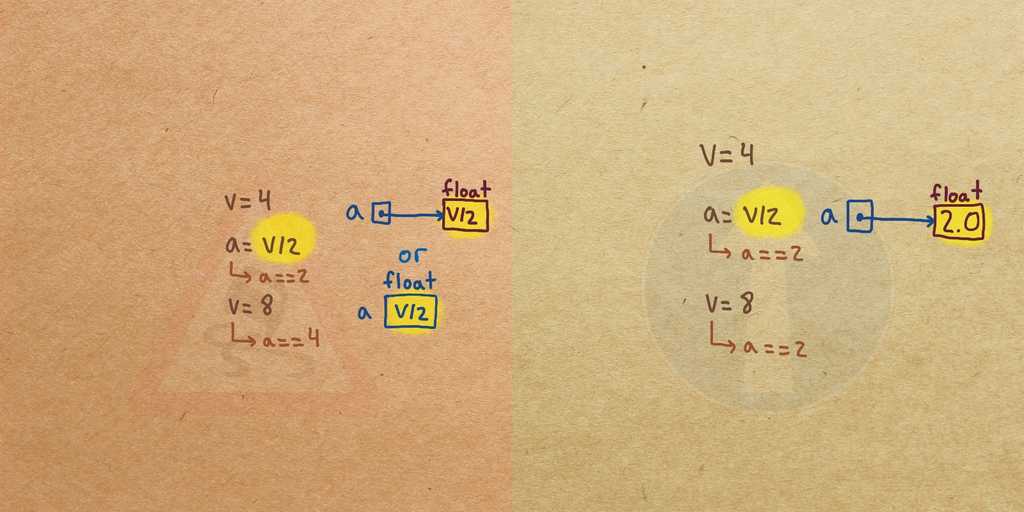 v=4
a= v/2
a==2
v=8
a==4
float
a v/2
or
float
a v/2
v=4
a= v/2
a==2
v=8
a==2
float
a 2.0